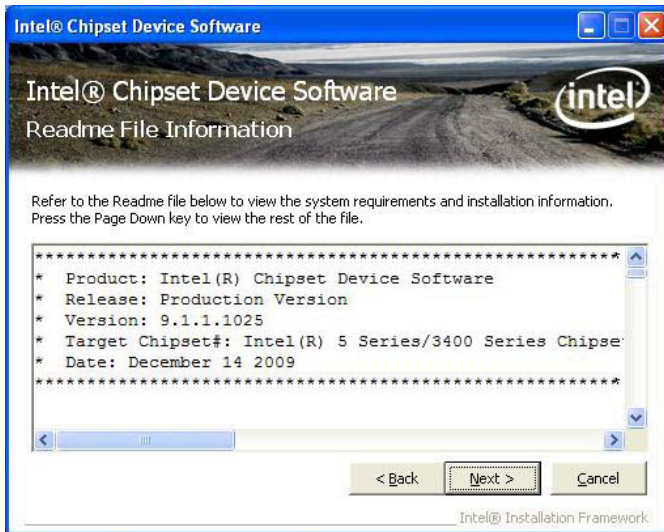 Intel® Chipset Device Software
Intel® Chipset Device Software
intel
Readme File Information
Refer to the Readme file below to view the system requirements and installation information.
Press the Page Down key to view the rest of the file.
************************************************************
* Product: Intel(R) Chipset Device Software
* Release: Production Version
* Version: 9.1.1.1025
* Target Chipset#: Intel(R) 5 Series/3400 Series Chipse
* Date: December 14 2009
************************************************************
< Back Next > Cancel
Intel® Installation Framework